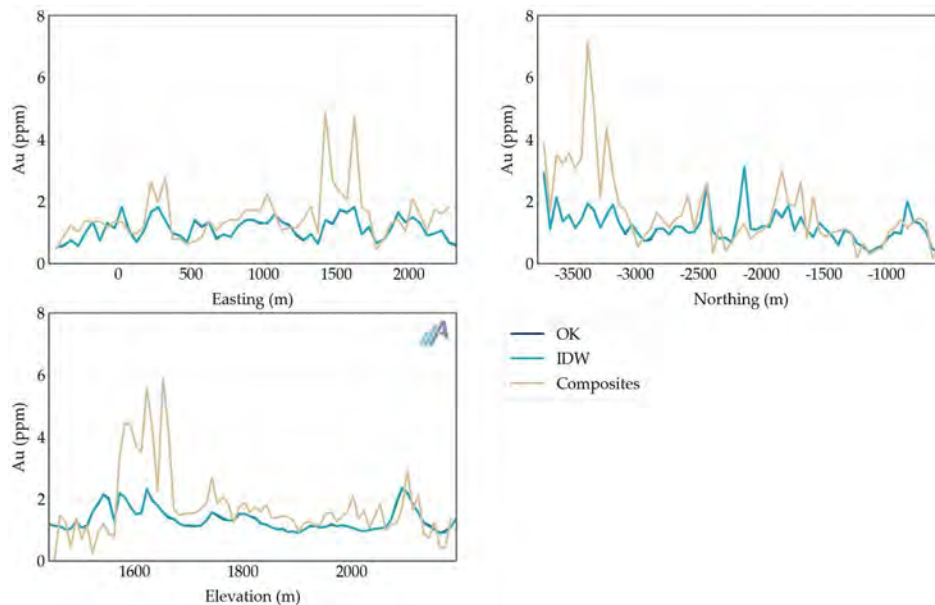 8
6
4
2
0
Au (ppm)
0
500
1000
1500
2000
Easting (m)
8
6
4
2
0
Au (ppm)
-3500
-3000
-2500
-2000
-1500
-1000
Northing (m)
8
6
4
2
0
Au (ppm)
1600
1800
2000
Elevation (m)
A
OK
IDW
Composites